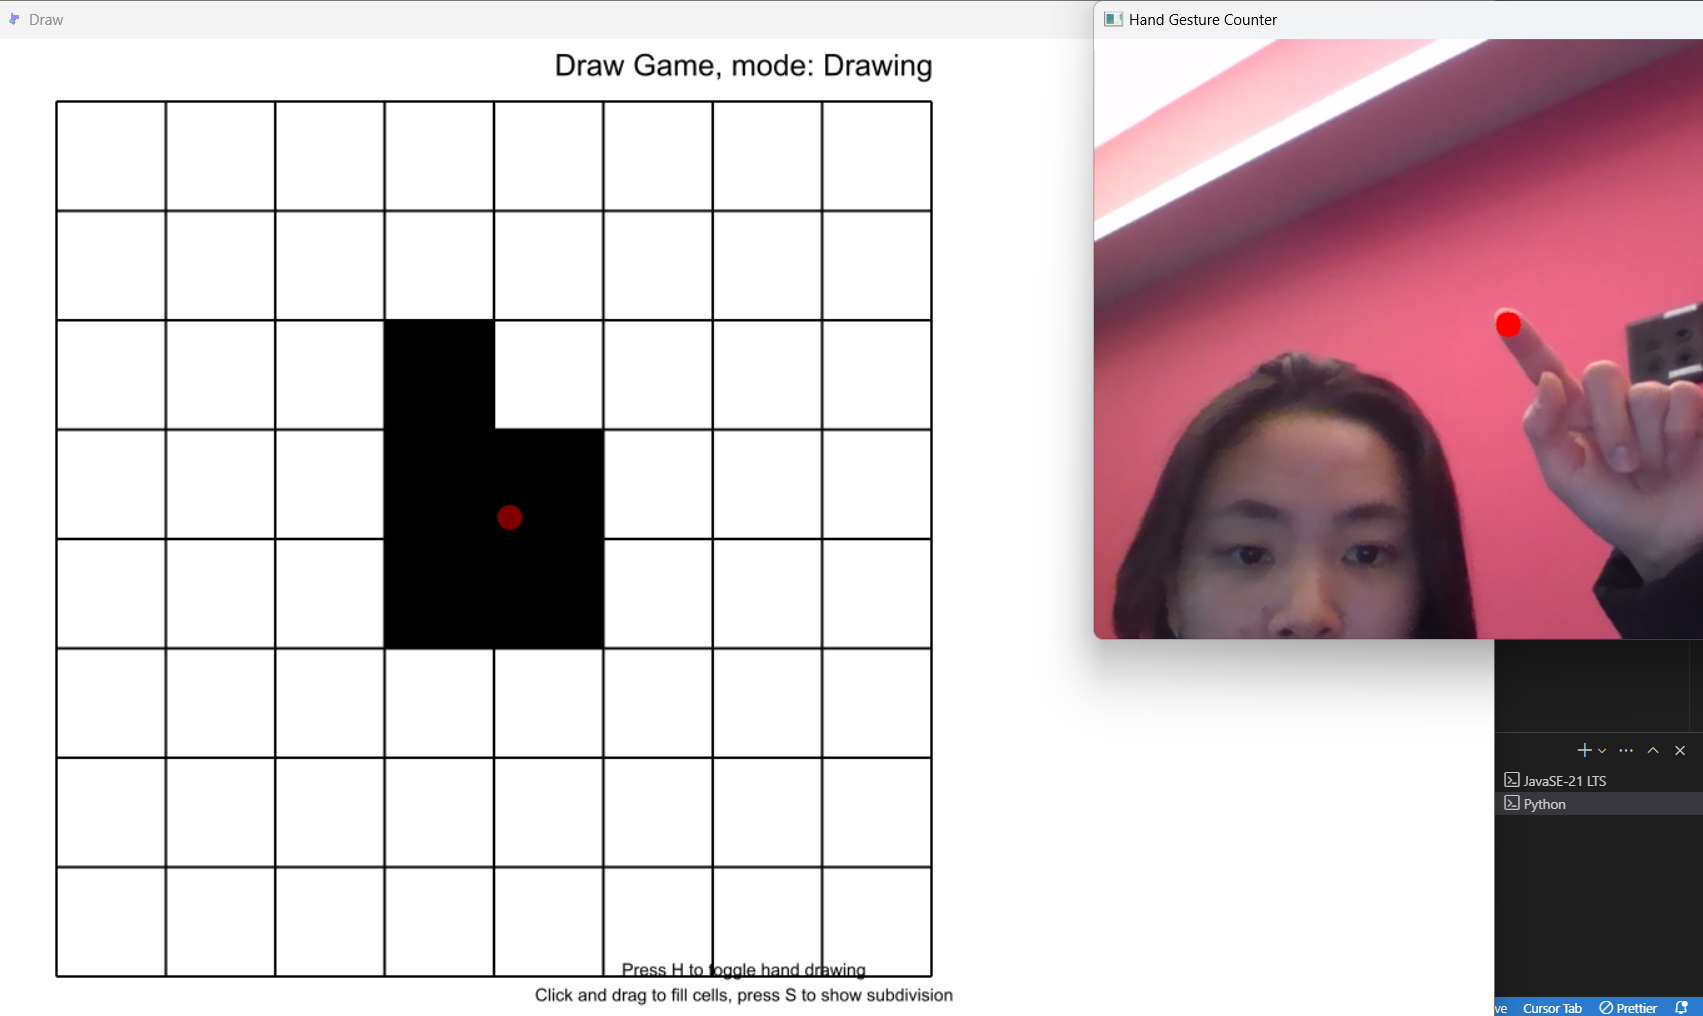 Draw
Hand Gesture Counter
Draw Game, mode: Drawing
Press H to toggle hand drawing
Click and drag to fill cells, press S to show subdivision
JavaSE-21 LTS
Python
ve Cursor Tab Prettier